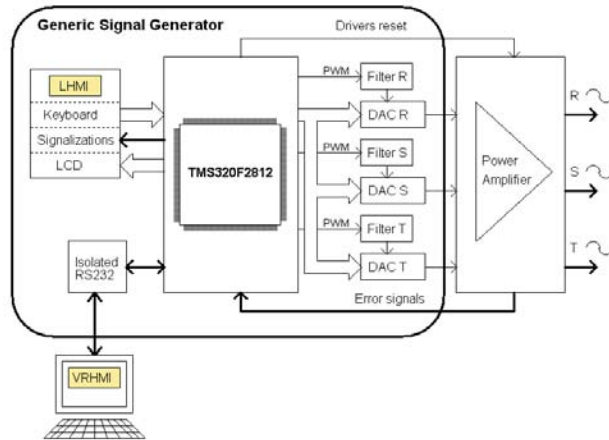 Generic Signal Generator
Drivers reset
LHMI
Keyboard
Signalizations
LCD
TMS320F2812
PWM
Filter R
DAC R
PWM
Filter S
DAC S
PWM
Filter T
DAC T
Power
Amplifier
R
S
T
Isolated
RS232
Error signals
VRHMI